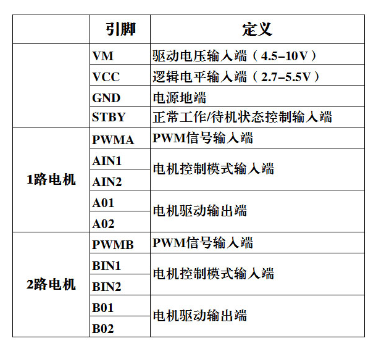 引脚 定义
VM 驱动电压输入端（4.5-10V）
VCC 逻辑电平输入端（2.7-5.5V）
GND 电源地端
STBY 正常工作/待机状态控制输入端
1路电机
PWMA PWM信号输入端
AIN1
AIN2
电机控制模式输入端
A01
A02
电机驱动输出端
2路电机
PWMB PWM信号输入端
BIN1
BIN2
电机控制模式输入端
B01
B02
电机驱动输出端